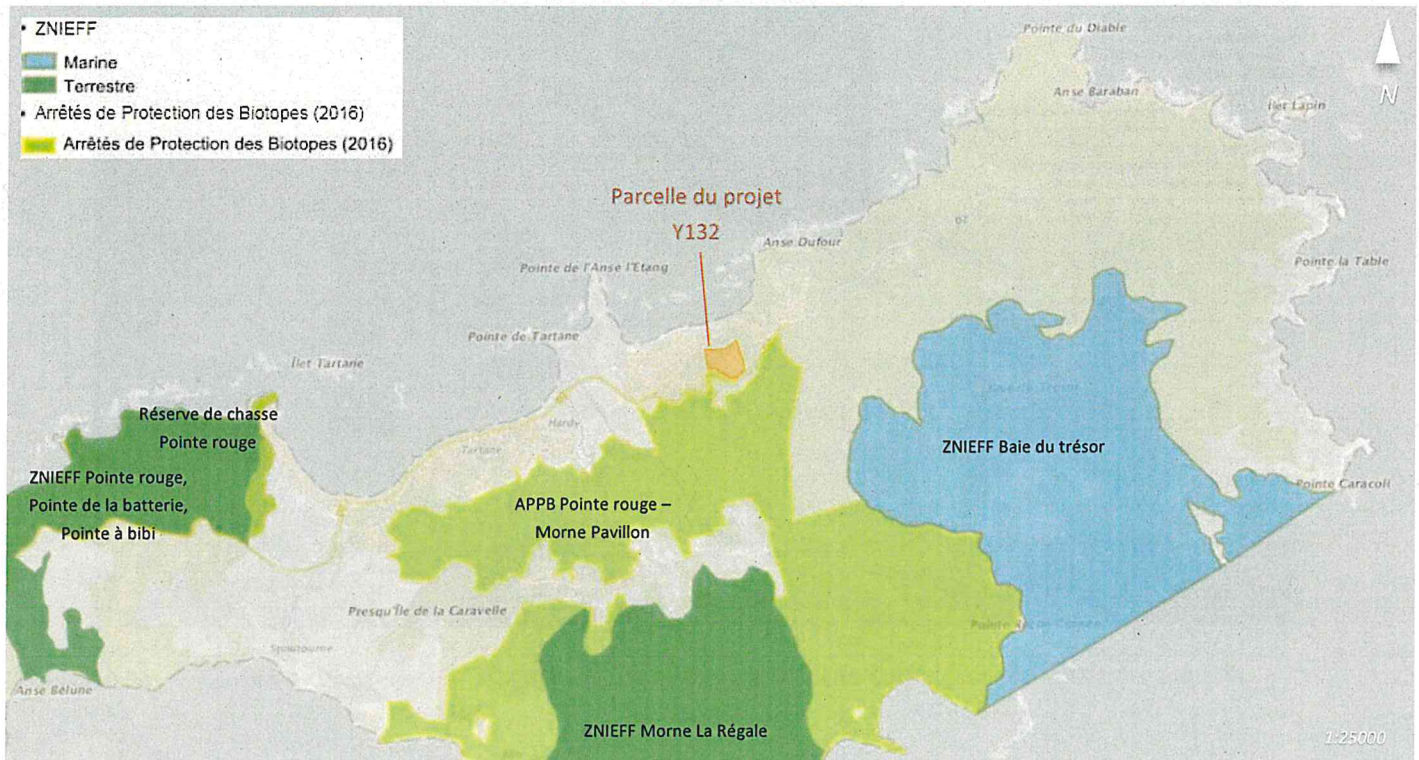 • ZNIEFF
Marine
Terrestre
• Arrêtés de Protection des Biotopes (2016)
Arrêtés de Protection des Biotopes (2016)
Pointe du Diable
Anse Baraban
Îlet Lapin
N
Parcelle du projet
Y132
Anse Dufour
Pointe de l'Anse l'Étang
Pointe la Table
Pointe de Tartane
Îlet Tartane
Réserve de chasse
Pointe rouge
Hardy
Tartane
ZNIEFF Baie du trésor
ZNIEFF Pointe rouge,
Pointe de la batterie,
Pointe à bibi
Pointe Caracoli
APPB Pointe rouge –
Morne Pavillon
Presqu'Île de la Caravelle
Spoutourne
Anse Bélune
ZNIEFF Morne La Régale
1:25000